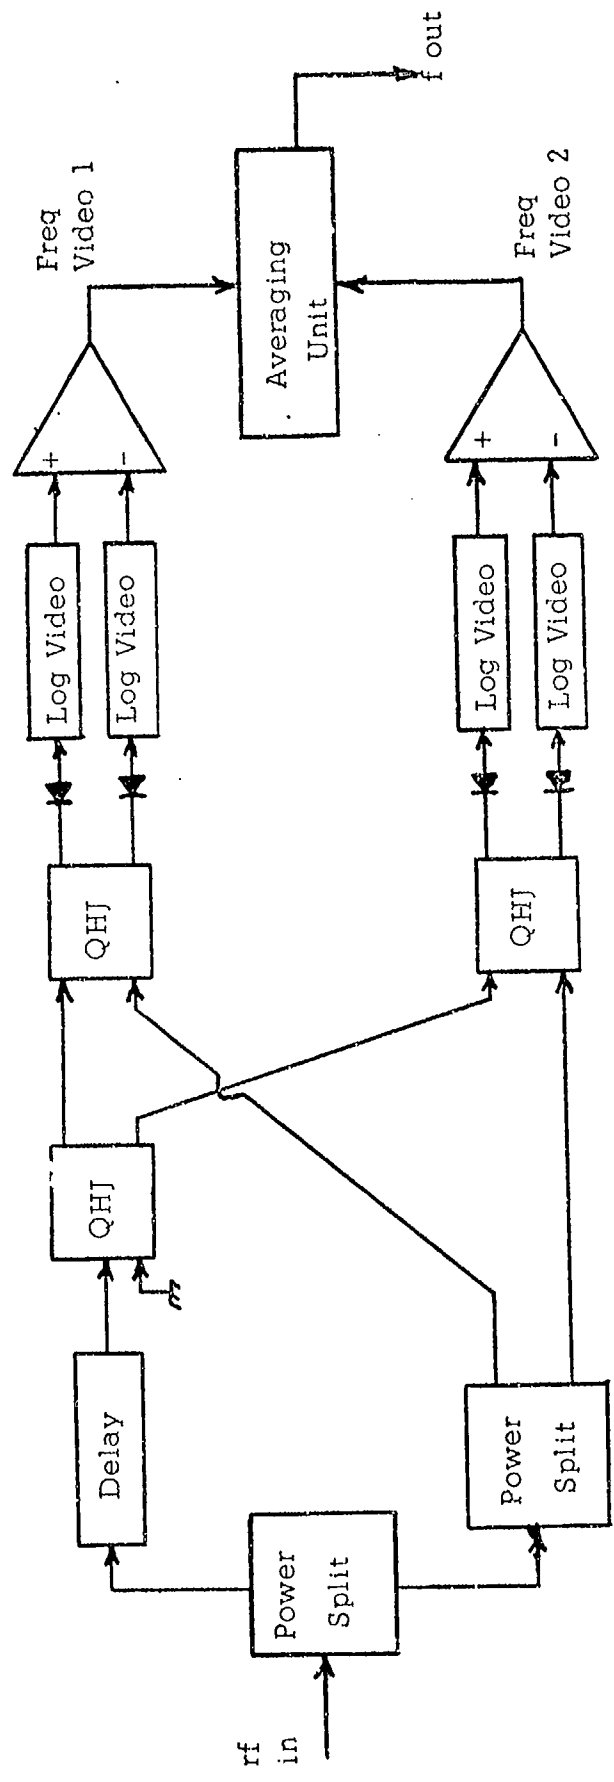 rf
in
Power
Split
Delay
Power
Split
QHJ
QHJ
QHJ
Log Video
Log Video
Log Video
Log Video
+
-
+
-
Freq
Video 1
Freq
Video 2
Averaging
Unit
f out